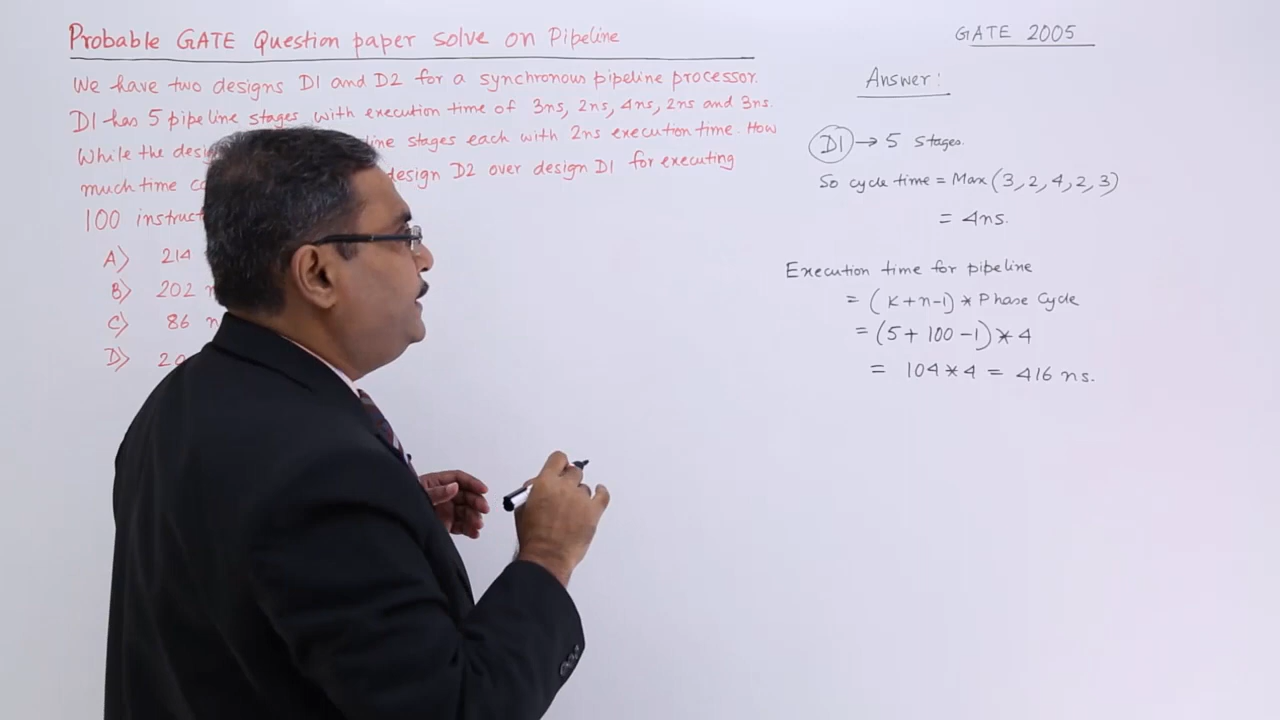 Probable GATE Question paper solve on Pipeline
GATE 2005
We have two designs D1 and D2 for a synchronous pipeline processor.
D1 has 5 pipeline stages with execution time of 3ns, 2ns, 4ns, 2ns and 3ns.
While the stages each with 2ns execution time. How
much time design D2 over design D1 for executing
100
A) 214
B) 202
C) 86
D)
Answer:
D1 → 5 stages.
So cycle time = Max (3, 2, 4, 2, 3)
= 4ns.
Execution time for pipeline
= (k+n-1) * Phase Cycle
= (5 + 100 -1) * 4
= 104 * 4 = 416 ns.